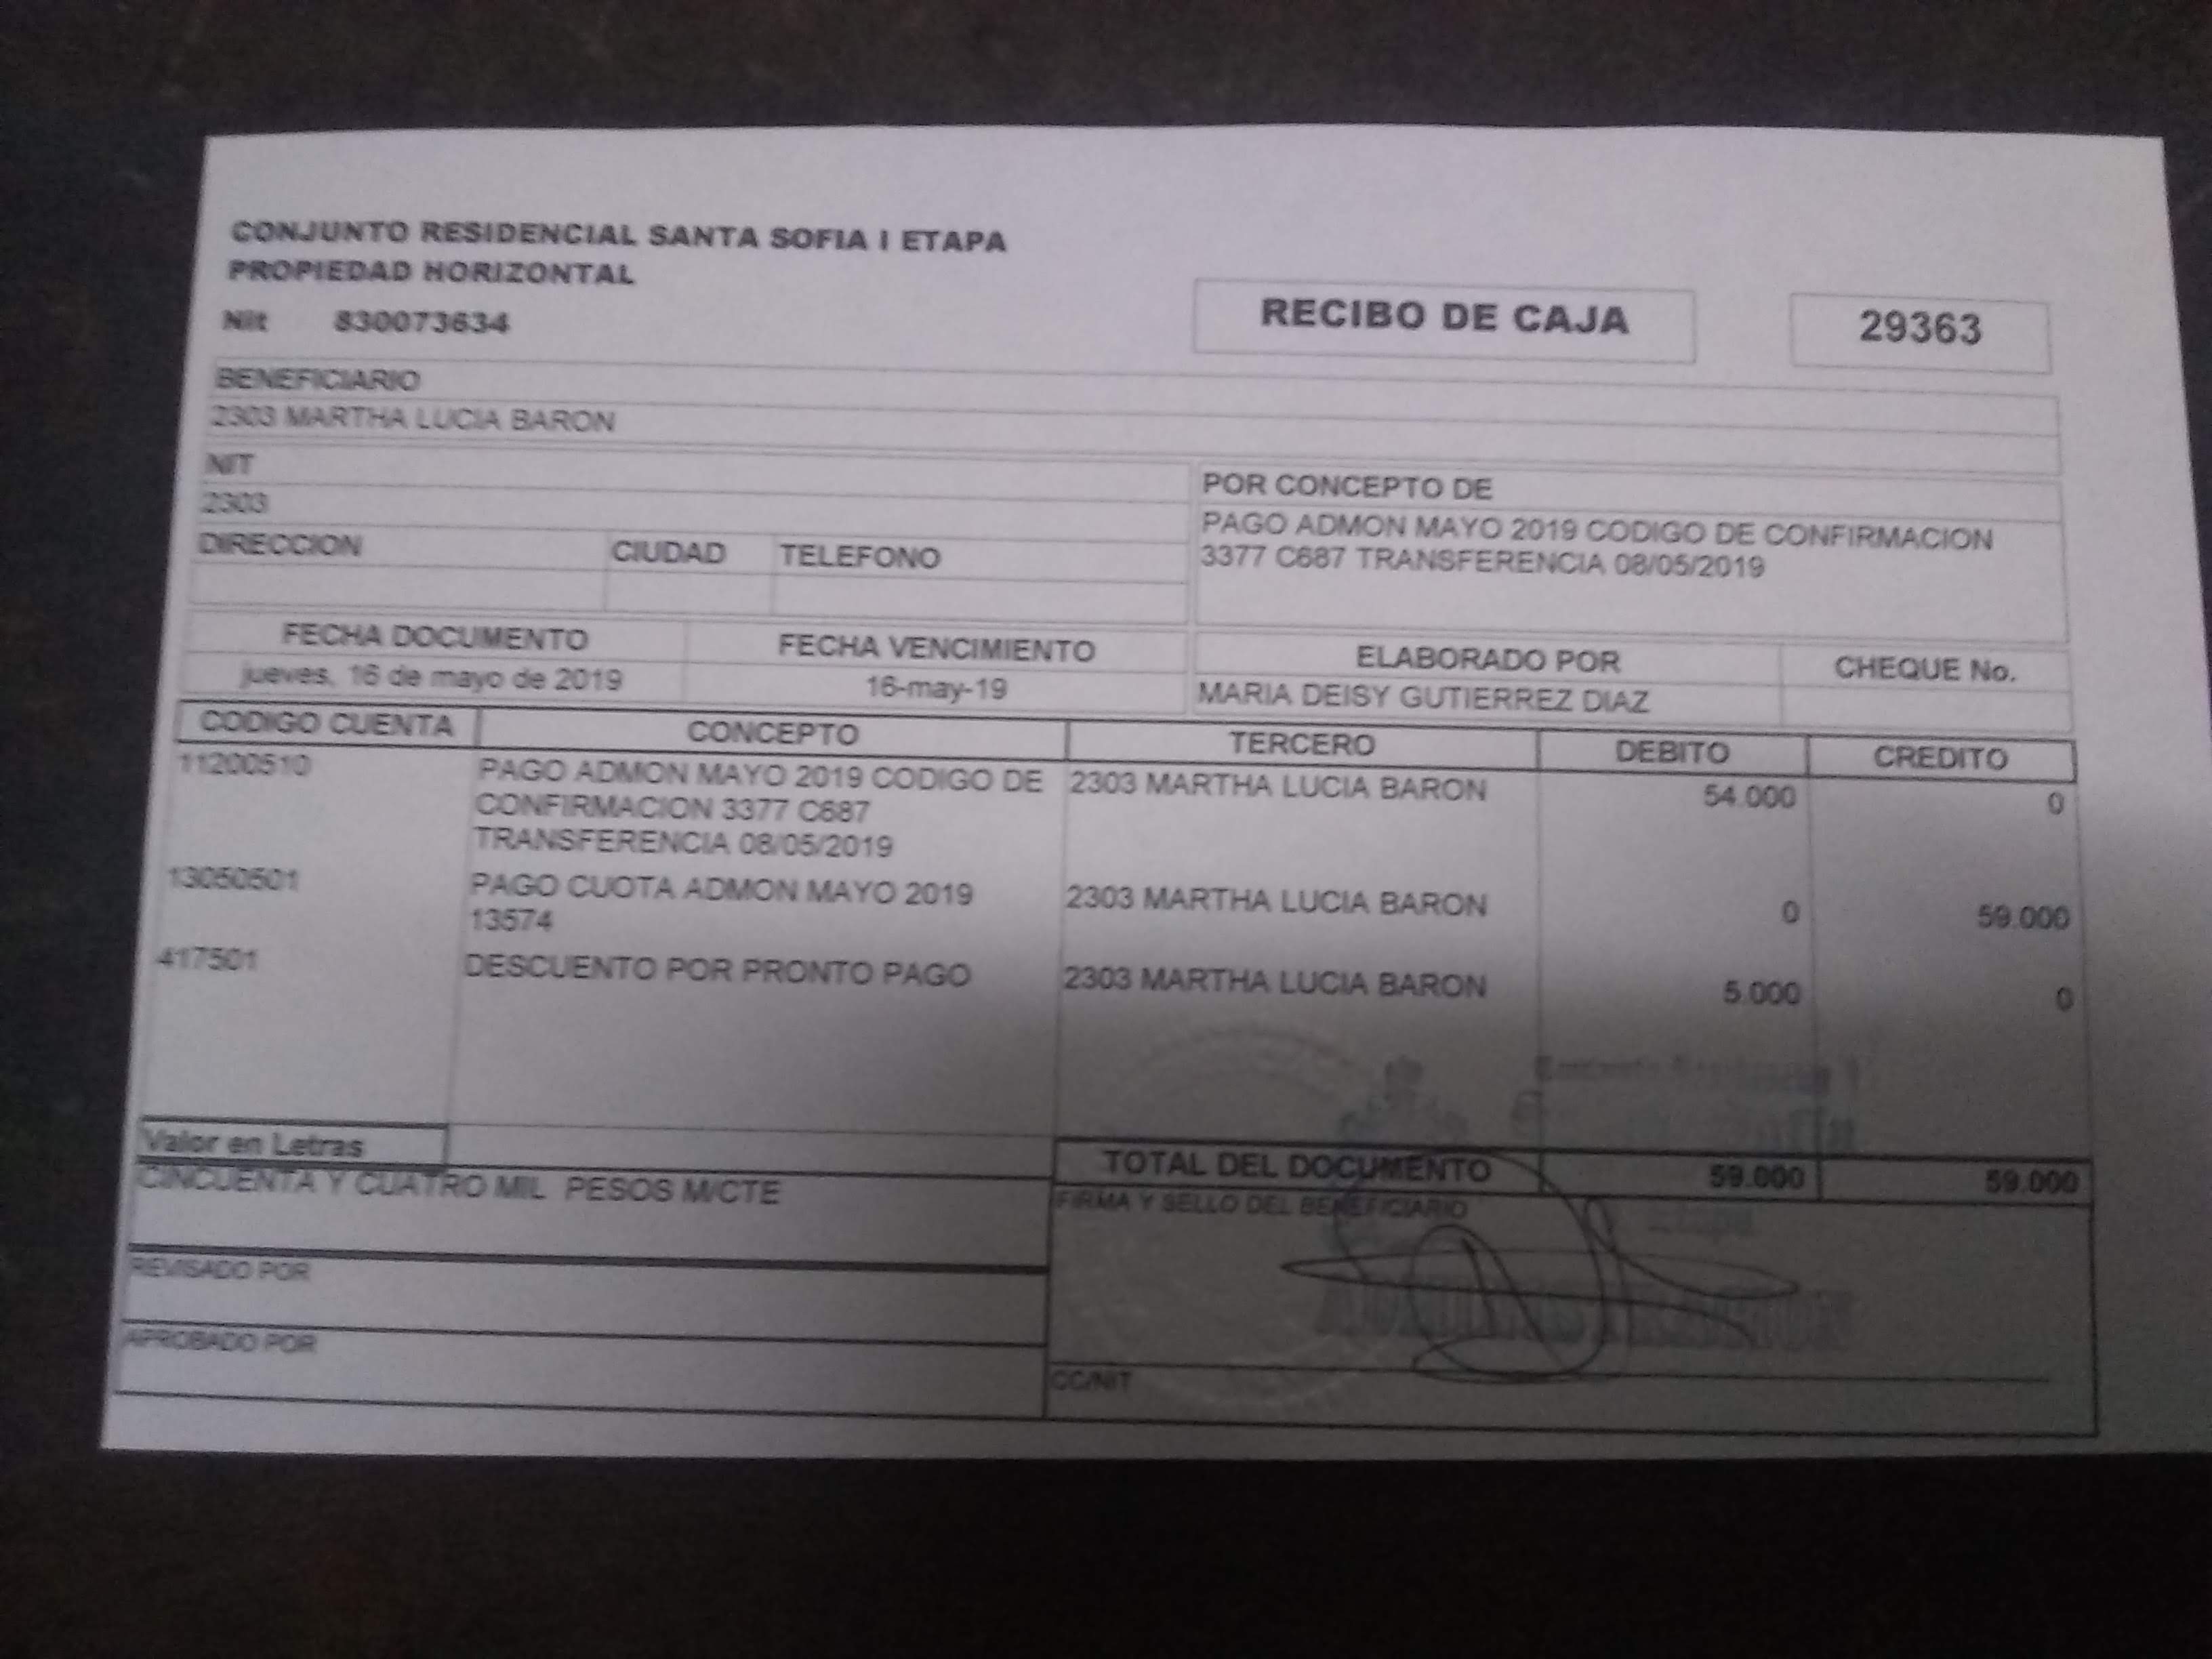 CONJUNTO RESIDENCIAL SANTA SOFIA I ETAPA
PROPIEDAD HORIZONTAL
Nit 830073634
RECIBO DE CAJA
29363
BENEFICIARIO
2303 MARTHA LUCIA BARON
NIT
2303
DIRECCION CIUDAD TELEFONO
POR CONCEPTO DE
PAGO ADMON MAYO 2019 CODIGO DE CONFIRMACION
3377 C687 TRANSFERENCIA 08/05/2019
FECHA DOCUMENTO FECHA VENCIMIENTO ELABORADO POR CHEQUE No.
jueves, 16 de mayo de 2019 16-may-19 MARIA DEISY GUTIERREZ DIAZ
CODIGO CUENTA CONCEPTO TERCERO DEBITO CREDITO
11200510 PAGO ADMON MAYO 2019 CODIGO DE 2303 MARTHA LUCIA BARON 54.000 0
CONFIRMACION 3377 C687
TRANSFERENCIA 08/05/2019
13050501 PAGO CUOTA ADMON MAYO 2019 2303 MARTHA LUCIA BARON 0 59.000
13574
417501 DESCUENTO POR PRONTO PAGO 2303 MARTHA LUCIA BARON 5.000 0
Valor en Letras
CINCUENTA Y CUATRO MIL PESOS M/CTE
TOTAL DEL DOCUMENTO 59.000 59.000
FIRMA Y SELLO DEL BENEFICIARIO
REVISADO POR
APROBADO POR
CC/NIT